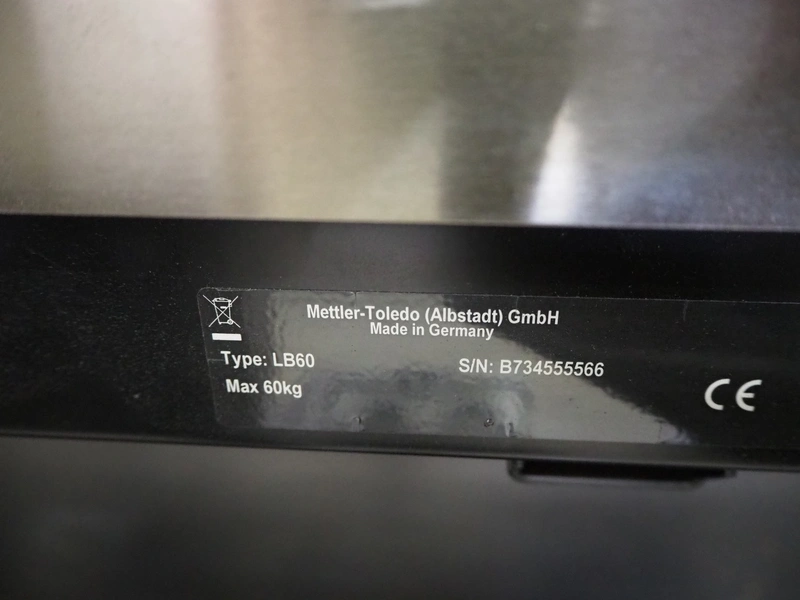 Mettler-Toledo (Albstadt) GmbH
Made in Germany
Type: LB60
S/N: B734555566
Max 60kg
CE